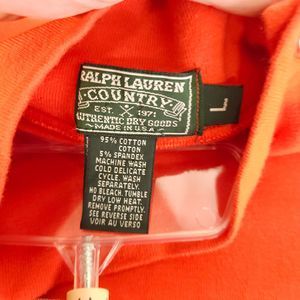 RALPH LAUREN
COUNTRY
EST. 1971
AUTHENTIC DRY GOODS
MADE IN U.S.A.
L
95% COTTON
COTON
5% SPANDEX
MACHINE WASH
COLD DELICATE
CYCLE. WASH
SEPARATELY.
NO BLEACH. TUMBLE
DRY LOW HEAT.
REMOVE PROMPTLY.
SEE REVERSE SIDE
VOIR AU VERSO